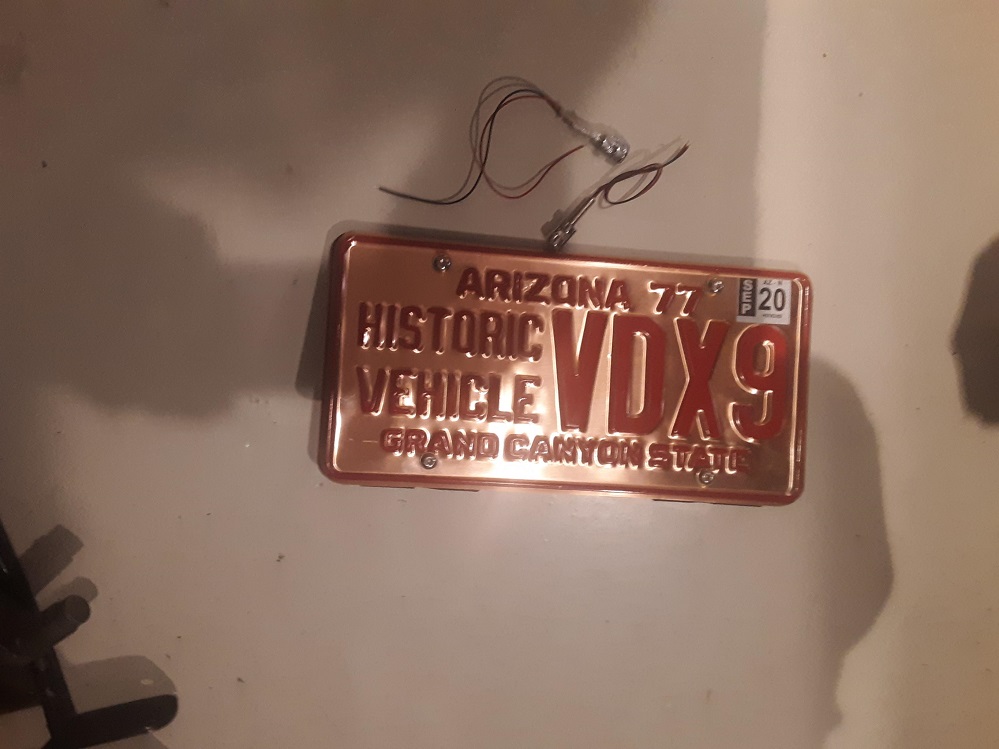 ARIZONA 77
SEP
20
HISTORIC
VEHICLE
VDX9
GRAND CANYON STATE